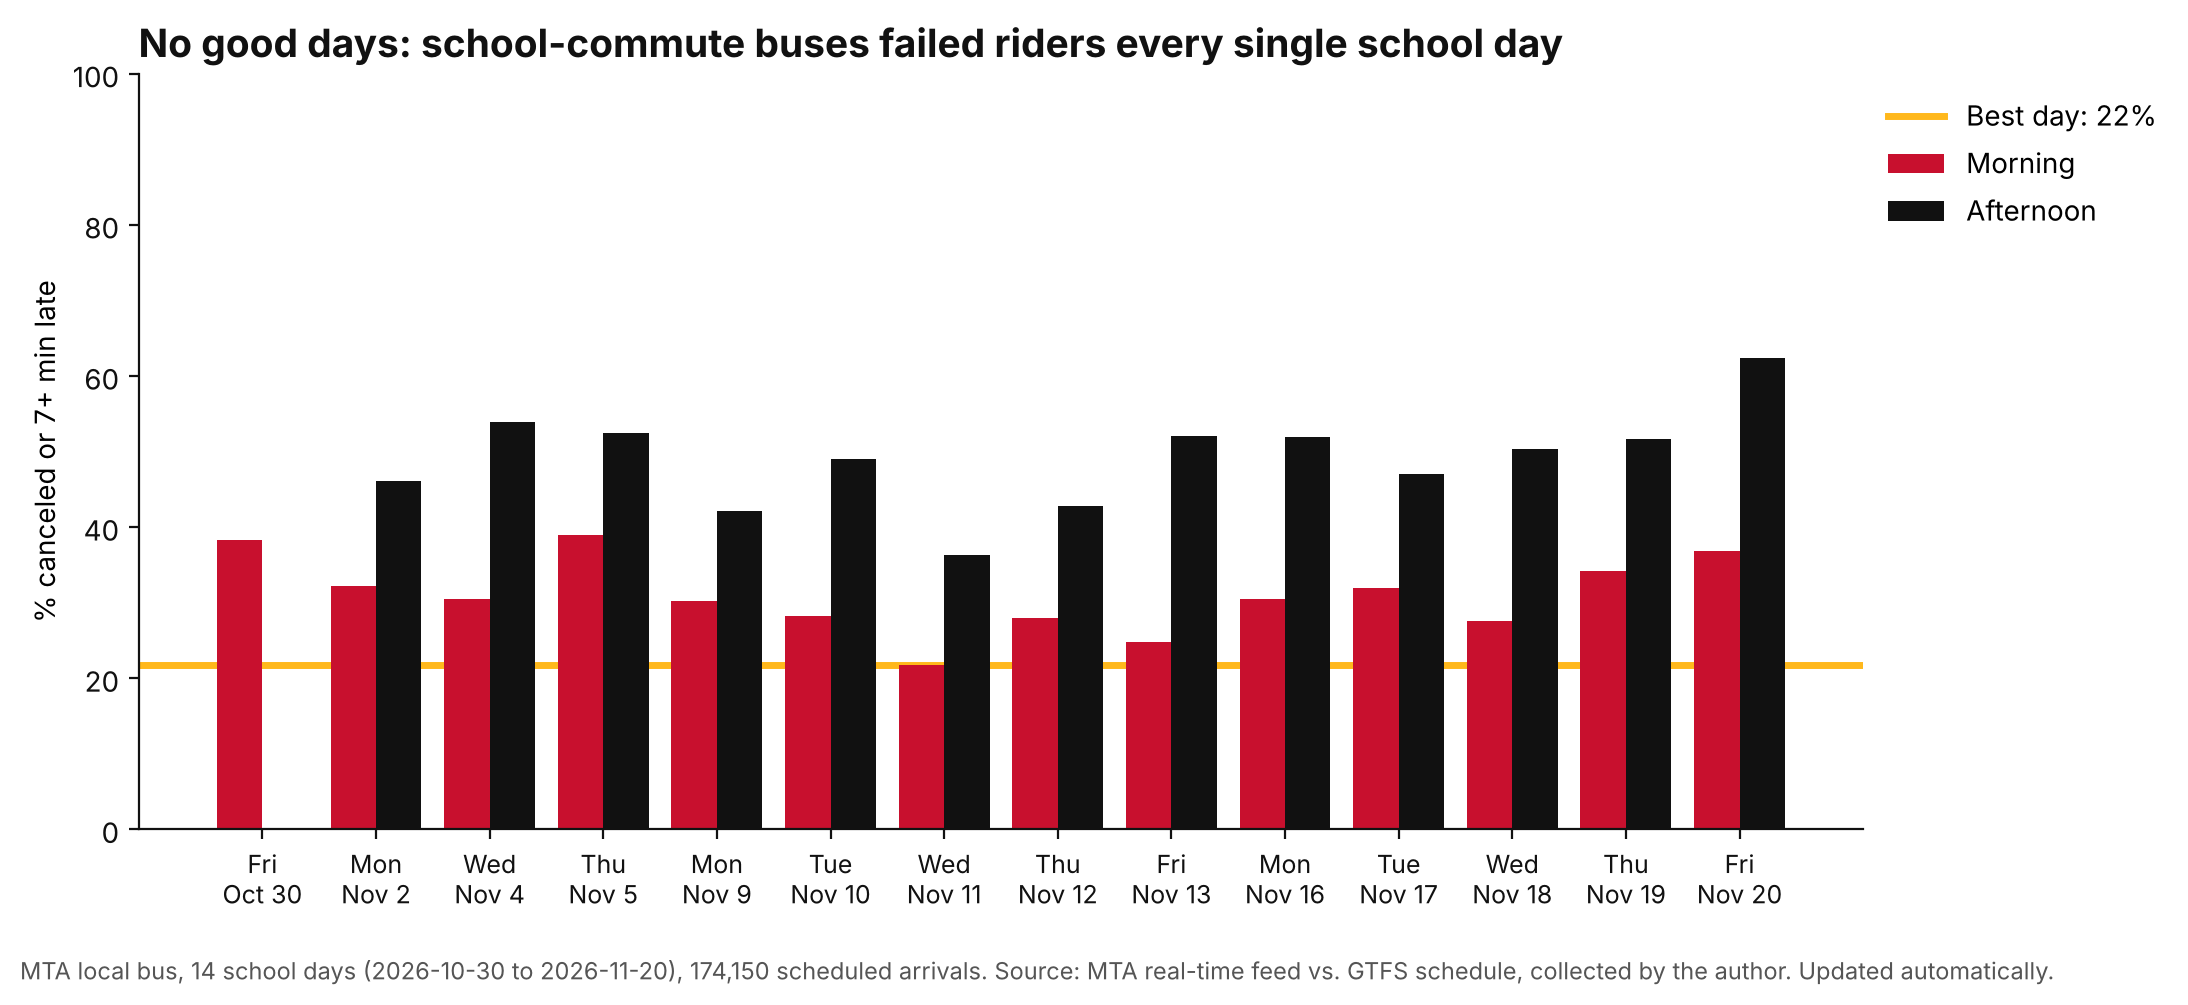 No good days: school-commute buses failed riders every single school day
100
80
60
40
20
0
% canceled or 7+ min late
Best day: 22%
Morning
Afternoon
Fri
Oct 30
Mon
Nov 2
Wed
Nov 4
Thu
Nov 5
Mon
Nov 9
Tue
Nov 10
Wed
Nov 11
Thu
Nov 12
Fri
Nov 13
Mon
Nov 16
Tue
Nov 17
Wed
Nov 18
Thu
Nov 19
Fri
Nov 20
MTA local bus, 14 school days (2026-10-30 to 2026-11-20), 174,150 scheduled arrivals. Source: MTA real-time feed vs. GTFS schedule, collected by the author. Updated automatically.